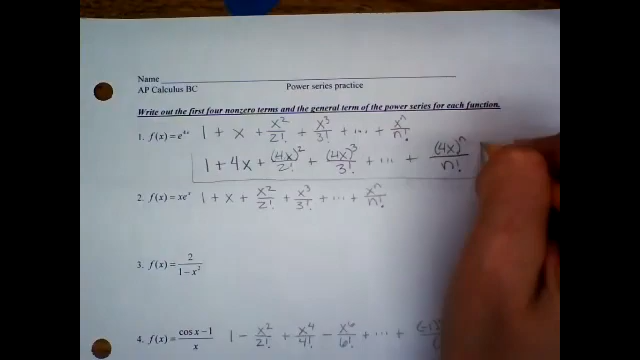 Name
AP Calculus BC Power series practice
Write out the first four nonzero terms and the general term of the power series for each function.
1. f(x) = e^{4x} 1 + x + x²/2! + x³/3! + ... + xⁿ/n!
1 + 4x + (4x)²/2! + (4x)³/3! + ... + (4x)ⁿ/n!
2. f(x) = xeˣ 1 + x + x²/2! + x³/3! + ... + xⁿ/n!
3. f(x) = 2/(1−x²)
4. f(x) = (cos x − 1)/x 1 − x²/2! + x⁴/4! − x⁶/6! + ... +